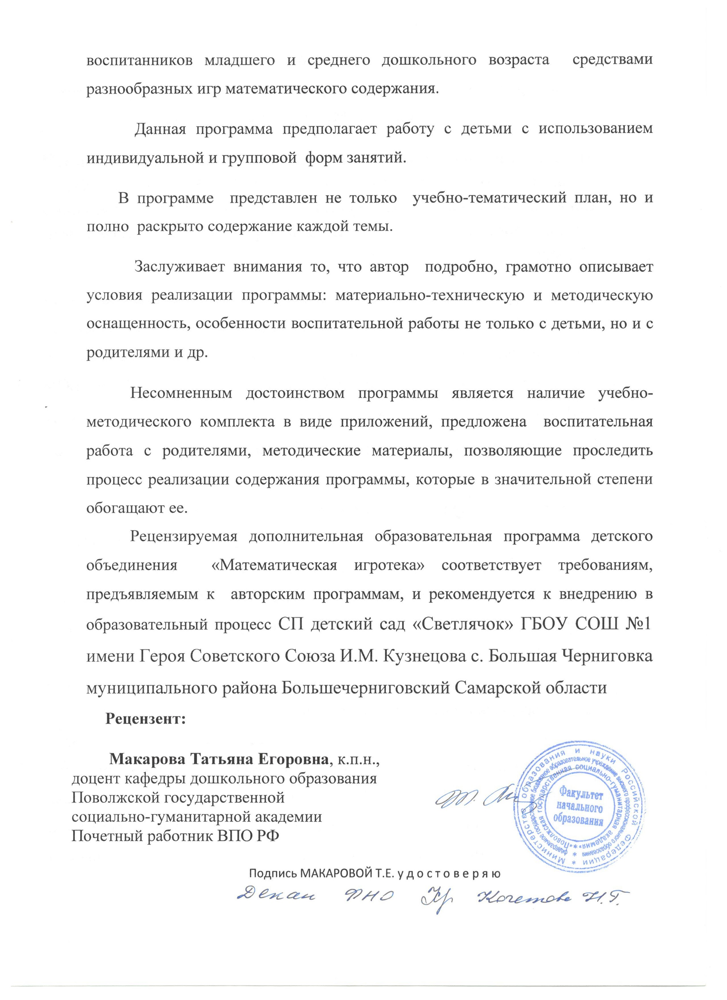 воспитанников младшего и среднего дошкольного возраста средствами
разнообразных игр математического содержания.
Данная программа предполагает работу с детьми с использованием
индивидуальной и групповой форм занятий.
В программе представлен не только учебно-тематический план, но и
полно раскрыто содержание каждой темы.
Заслуживает внимания то, что автор подробно, грамотно описывает
условия реализации программы: материально-техническую и методическую
оснащенность, особенности воспитательной работы не только с детьми, но и с
родителями и др.
Несомненным достоинством программы является наличие учебно-
методического комплекта в виде приложений, предложена воспитательная
работа с родителями, методические материалы, позволяющие проследить
процесс реализации содержания программы, которые в значительной степени
обогащают ее.
Рецензируемая дополнительная образовательная программа детского
объединения «Математическая игротека» соответствует требованиям,
предъявляемым к авторским программам, и рекомендуется к внедрению в
образовательный процесс СП детский сад «Светлячок» ГБОУ СОШ №1
имени Героя Советского Союза И.М. Кузнецова с. Большая Черниговка
муниципального района Большечерниговский Самарской области
Рецензент:
Макарова Татьяна Егоровна, к.п.н.,
доцент кафедры дошкольного образования
Поволжской государственной
социально-гуманитарной академии
Почетный работник ВПО РФ
Министерство образования и науки Российской Федерации *
федеральное государственное бюджетное образовательное учреждение высшего профессионального образования *
«Поволжская государственная социально-гуманитарная академия» *
Факультет
начального
образования
Подпись МАКАРОВОЙ Т.Е. у д о с т о в е р я ю
Декан ФНО Кочетова Н.Г.